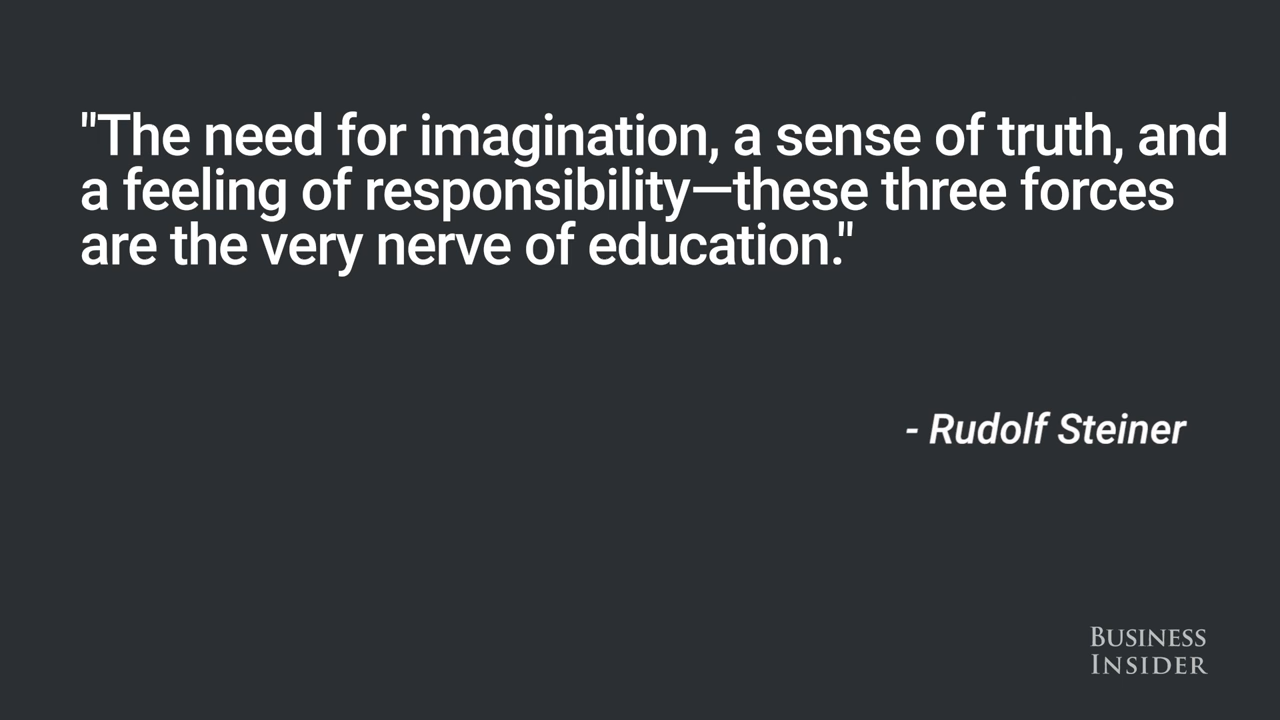 "The need for imagination, a sense of truth, and
a feeling of responsibility—these three forces
are the very nerve of education."
- Rudolf Steiner
BUSINESS
INSIDER